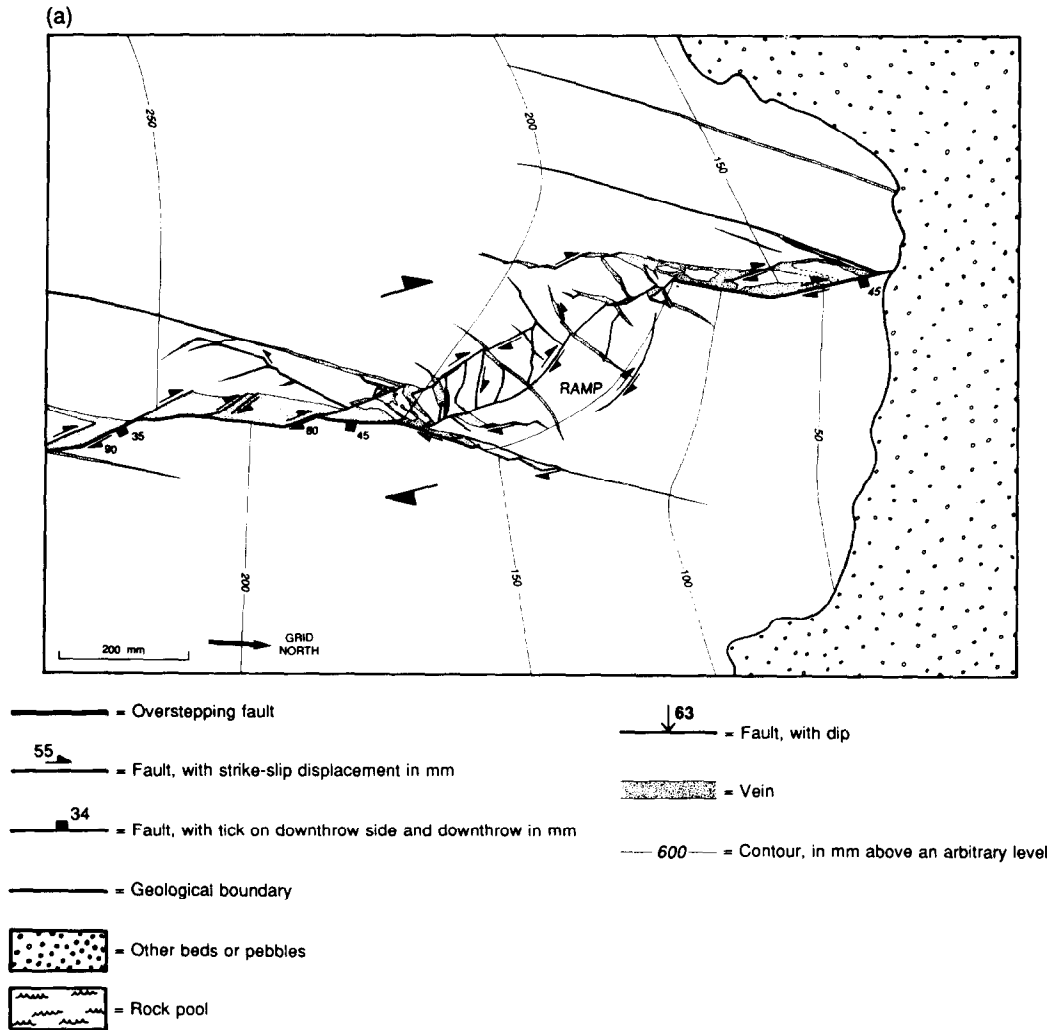 (a)
250
200
150
45
RAMP
50
35
90
60
45
200
150
100
200 mm
GRID
NORTH
= Overstepping fault
55
= Fault, with strike-slip displacement in mm
34
= Fault, with tick on downthrow side and downthrow in mm
= Geological boundary
= Other beds or pebbles
= Rock pool
63
= Fault, with dip
= Vein
600 = Contour, in mm above an arbitrary level